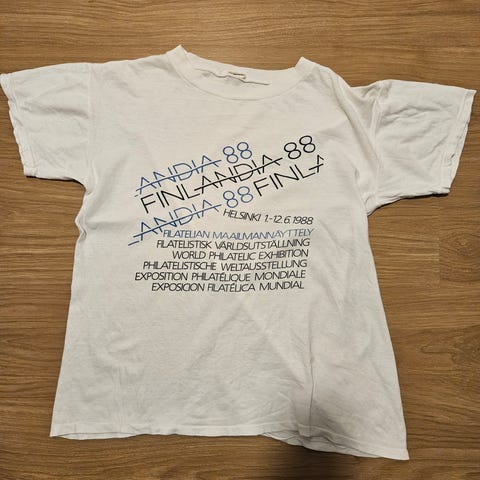 ANDIA 88
FINLANDIA 88
ANDIA 88 FINLA
HELSINKI 1.-12.6.1988
FILATELIAN MAAILMANNÄYTTELY
FILATELISTISK VÄRLDSUTSTÄLLNING
WORLD PHILATELIC EXHIBITION
PHILATELISTISCHE WELTAUSSTELLUNG
EXPOSITION PHILATÉLIQUE MONDIALE
EXPOSICION FILATÉLICA MUNDIAL